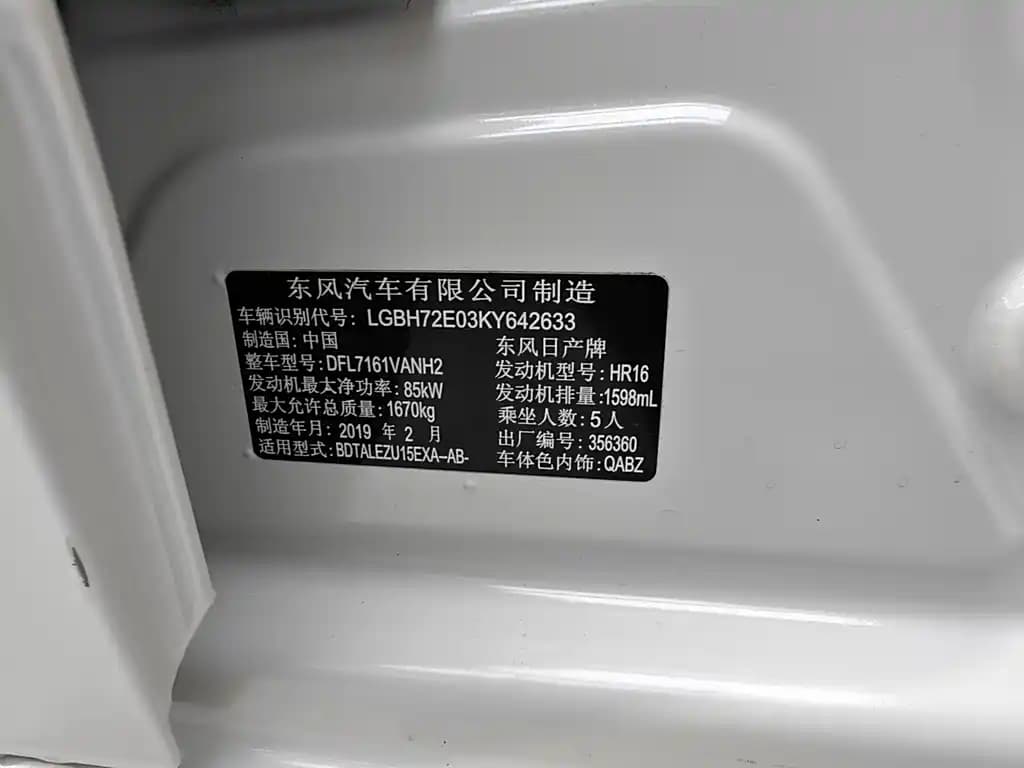 东风汽车有限公司制造
车辆识别代号: LGBH72E03KY642633
制造国: 中国
东风日产牌
整车型号: DFL7161VANH2
发动机型号: HR16
发动机最大净功率: 85kW
发动机排量: 1598mL
最大允许总质量: 1670kg
乘坐人数: 5人
制造年月: 2019 年 2 月
出厂编号: 356360
适用型式: BDTALEZU15EXA-AB-
车体色内饰: QABZ